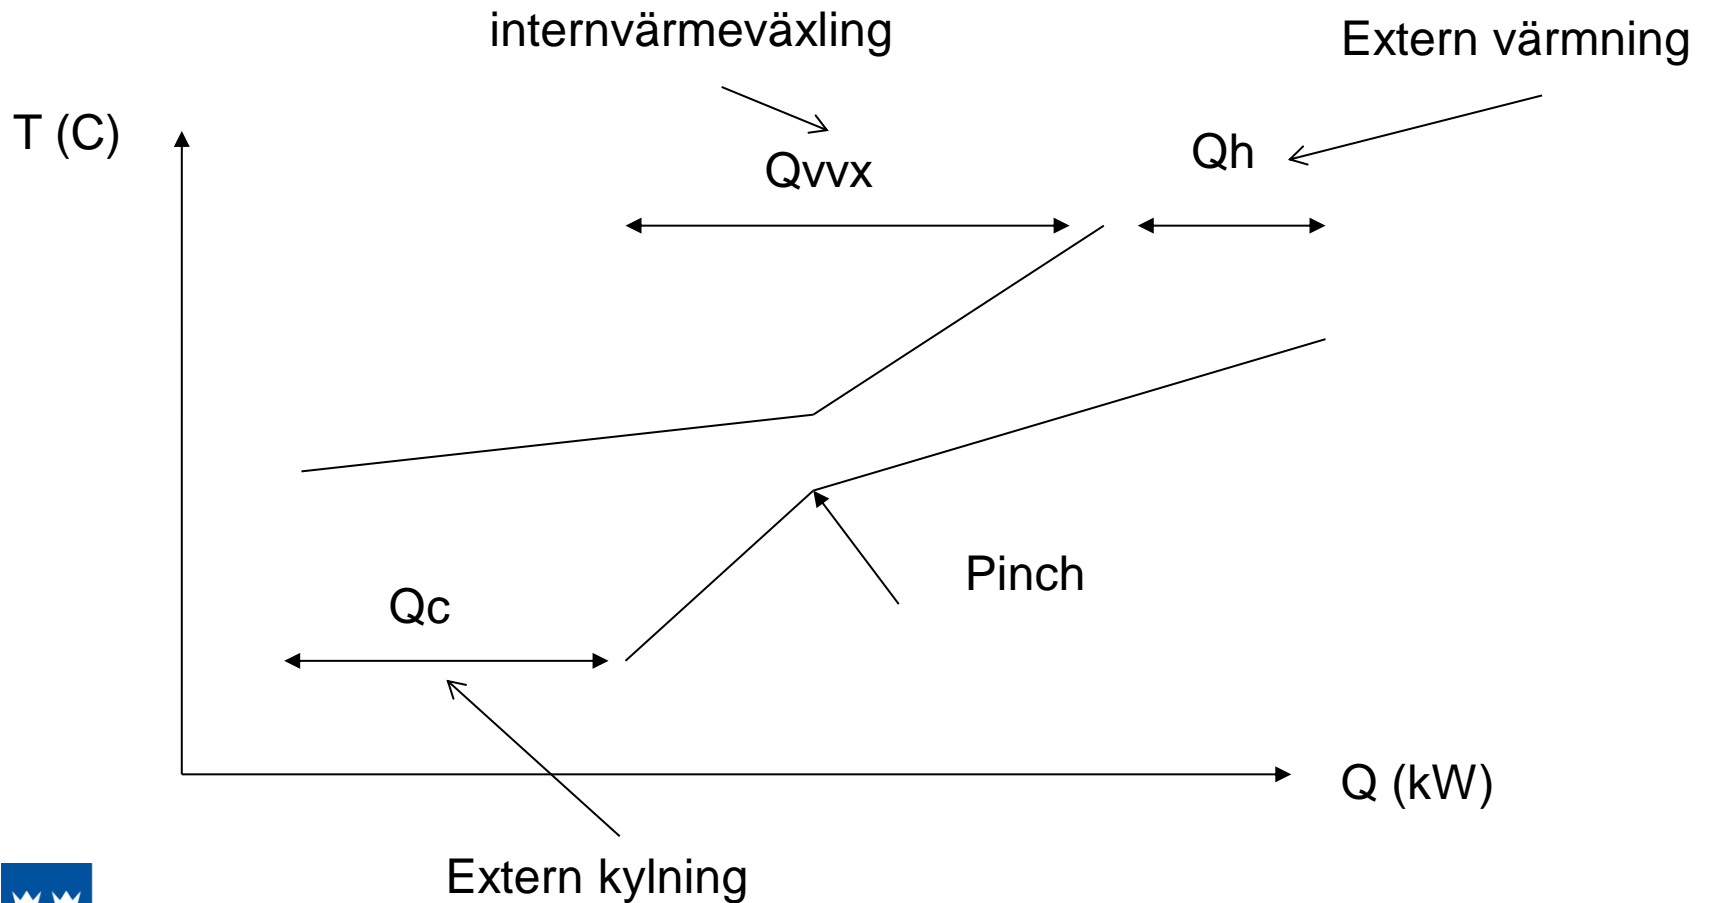 internvärmeväxling
Extern värmning
T (C)
Qvvx
Qh
Pinch
Qc
Q (kW)
Extern kylning